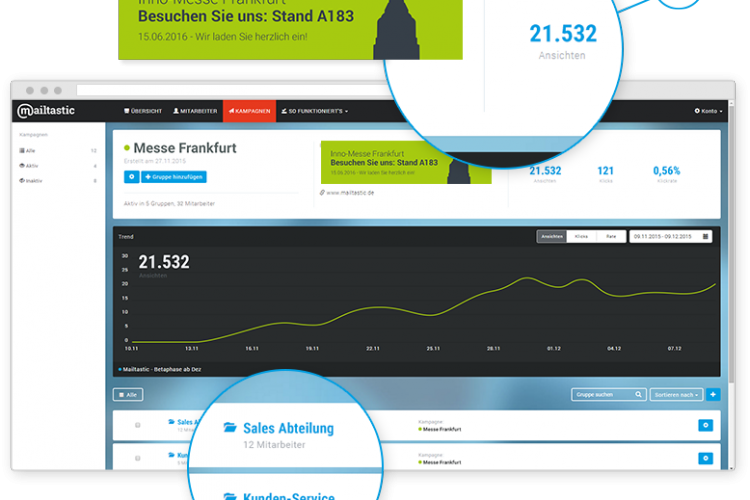 Inno-Messe Frankfurt
Besuchen Sie uns: Stand A183
15.06.2016 - Wir laden Sie herzlich ein!
21.532
Ansichten
mailtastic
ÜBERSICHT
MITARBEITER
KAMPAGNEN
SO FUNKTIONIERT'S
Konto
Kampagnen
Alle 12
Aktiv 4
Inaktiv 8
Messe Frankfurt
Erstellt am 27.11.2015
Gruppe hinzufügen
Aktiv in 5 Gruppen, 30 Mitarbeiter
Inno-Messe Frankfurt
Besuchen Sie uns: Stand A183
15.06.2016 - Wir laden Sie herzlich ein!
www.mailtastic.de
21.532 121 0,56%
Ansichten Klicks Klickrate
Trend
Ansichten Klicks Rate 09.11.2015 - 09.12.2015
21.532
Ansichten
30
25
20
15
10
5
0
10.11 13.11 16.11 19.11 22.11 25.11 28.11 01.12 04.12 07.12
Mailtastic - Betaphase ab Dez
Alle
Gruppe suchen
Sortieren nach
Sales
Kampagne
Messe Frankfurt
Sales Abteilung
12 Mitarbeiter
Kampagne
Messe Frankfurt
Kunden-Service